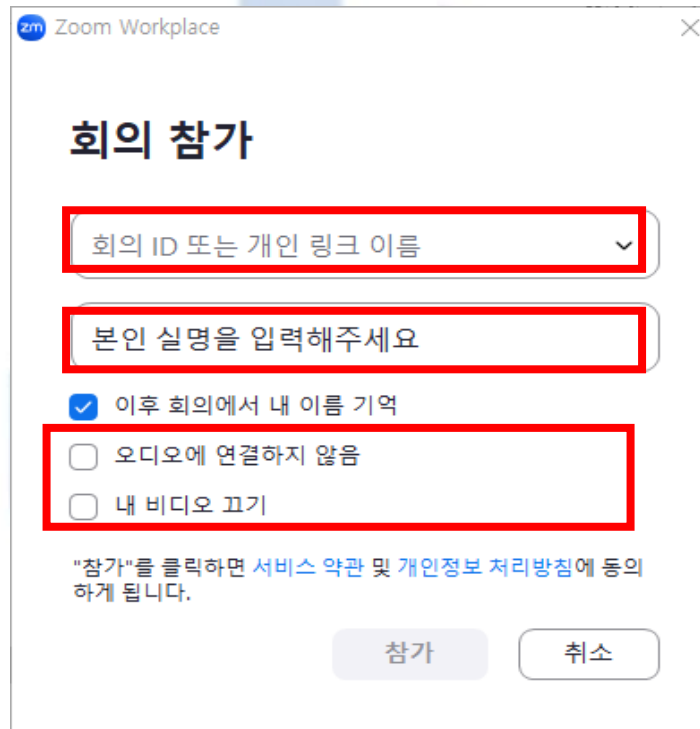 zm Zoom Workplace
회의 참가
회의 ID 또는 개인 링크 이름
본인 실명을 입력해주세요
이후 회의에서 내 이름 기억
오디오에 연결하지 않음
내 비디오 끄기
"참가"를 클릭하면 서비스 약관 및 개인정보 처리방침에 동의
하게 됩니다.
참가 취소